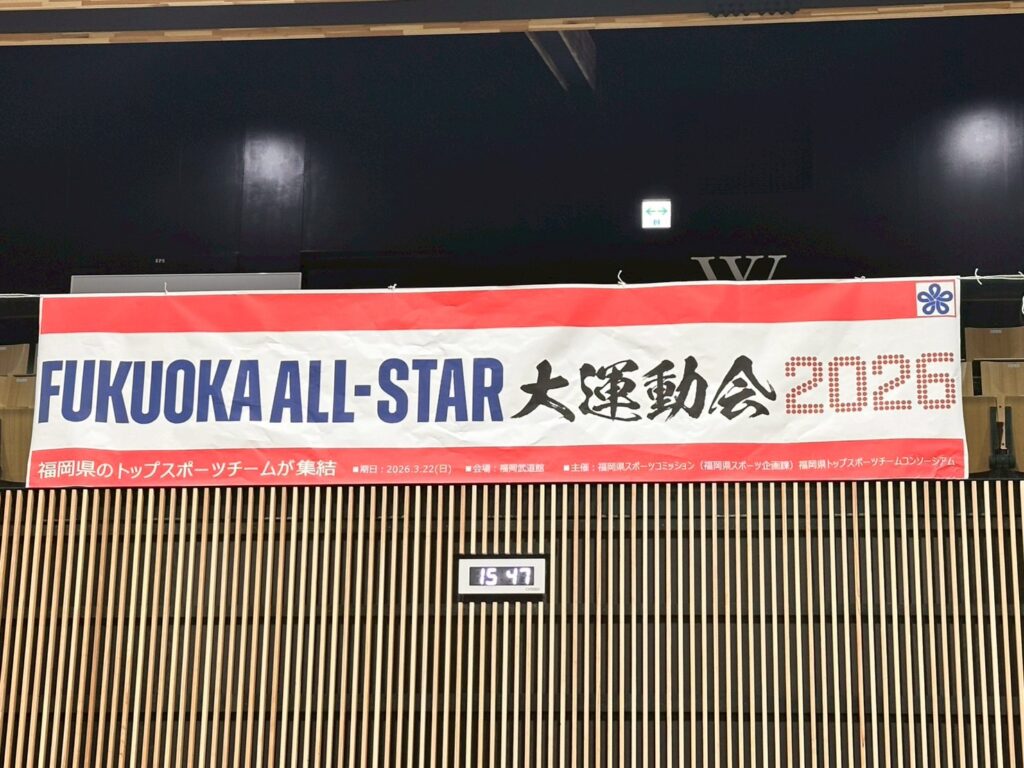 W
FUKUOKA ALL-STAR 大運動会 2026
福岡県のトップスポーツチームが集結 ■期日：2026.3.22(日) ■会場：福岡武道館 ■主催：福岡県スポーツコミッション（福岡県スポーツ企画課）福岡県トップスポーツチームコンソーシアム
15 47